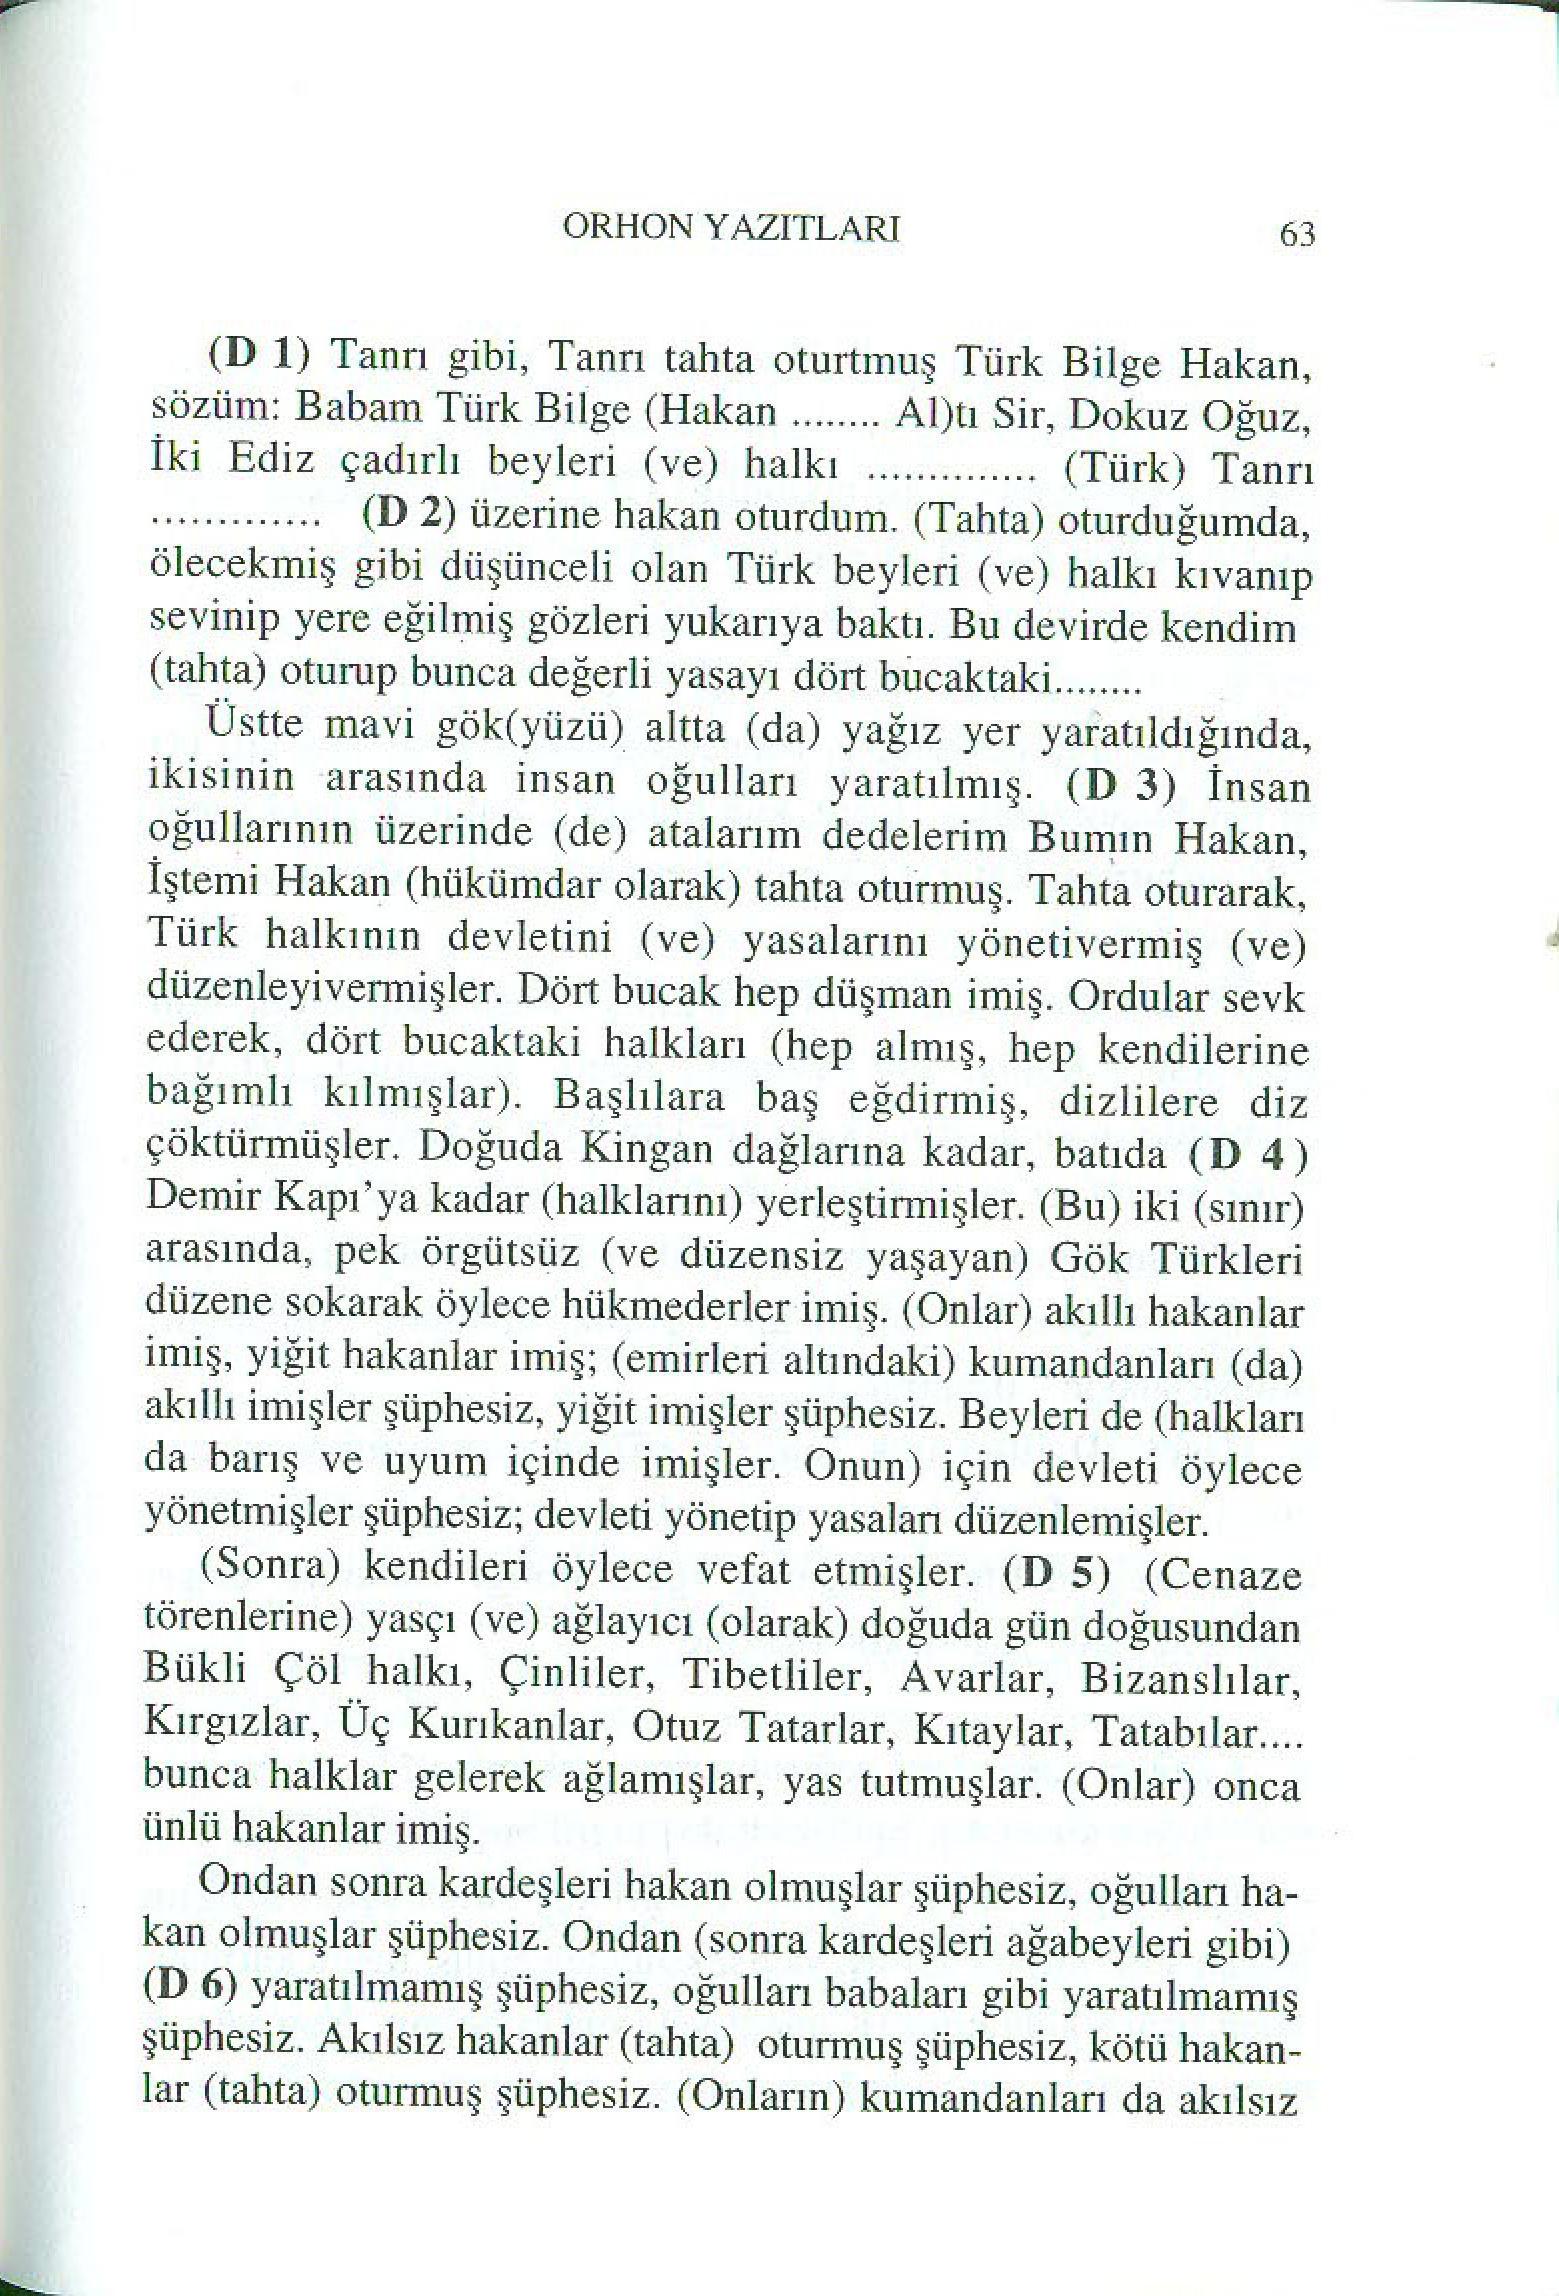 ORHON YAZITLARI 63
(D 1) Tanrı gibi, Tanrı tahta oturtmuş Türk Bilge Hakan,
sözüm: Babam Türk Bilge (Hakan ........ Al)tı Sir, Dokuz Oğuz,
İki Ediz çadırlı beyleri (ve) halkı .............. (Türk) Tanrı
............. (D 2) üzerine hakan oturdum. (Tahta) oturduğumda,
ölecekmiş gibi düşünceli olan Türk beyleri (ve) halkı kıvanıp
sevinip yere eğilmiş gözleri yukarıya baktı. Bu devirde kendim
(tahta) oturup bunca değerli yasayı dört bucaktaki........
Üstte mavi gök(yüzü) altta (da) yağız yer yaratıldığında,
ikisinin arasında insan oğulları yaratılmış. (D 3) İnsan
oğullarının üzerinde (de) atalarım dedelerim Bumın Hakan,
İştemi Hakan (hükümdar olarak) tahta oturmuş. Tahta oturarak,
Türk halkının devletini (ve) yasalarını yönetivermiş (ve)
düzenleyivermişler. Dört bucak hep düşman imiş. Ordular sevk
ederek, dört bucaktaki halkları (hep almış, hep kendilerine
bağımlı kılmışlar). Başlılara baş eğdirmiş, dizlilere diz
çöktürmüşler. Doğuda Kingan dağlarına kadar, batıda (D 4)
Demir Kapı'ya kadar (halklarını) yerleştirmişler. (Bu) iki (sınır)
arasında, pek örgütsüz (ve düzensiz yaşayan) Gök Türkleri
düzene sokarak öylece hükmederler imiş. (Onlar) akıllı hakanlar
imiş, yiğit hakanlar imiş; (emirleri altındaki) kumandanları (da)
akıllı imişler şüphesiz, yiğit imişler şüphesiz. Beyleri de (halkları
da barış ve uyum içinde imişler. Onun) için devleti öylece
yönetmişler şüphesiz; devleti yönetip yasaları düzenlemişler.
(Sonra) kendileri öylece vefat etmişler. (D 5) (Cenaze
törenlerine) yasçı (ve) ağlayıcı (olarak) doğuda gün doğusundan
Bükli Çöl halkı, Çinliler, Tibetliler, Avarlar, Bizanslılar,
Kırgızlar, Üç Kurıkanlar, Otuz Tatarlar, Kıtaylar, Tatabılar....
bunca halklar gelerek ağlamışlar, yas tutmuşlar. (Onlar) onca
ünlü hakanlar imiş.
Ondan sonra kardeşleri hakan olmuşlar şüphesiz, oğulları ha-
kan olmuşlar şüphesiz. Ondan (sonra kardeşleri ağabeyleri gibi)
(D 6) yaratılmamış şüphesiz, oğulları babaları gibi yaratılmamış
şüphesiz. Akılsız hakanlar (tahta) oturmuş şüphesiz, kötü hakan-
lar (tahta) oturmuş şüphesiz. (Onların) kumandanları da akılsız